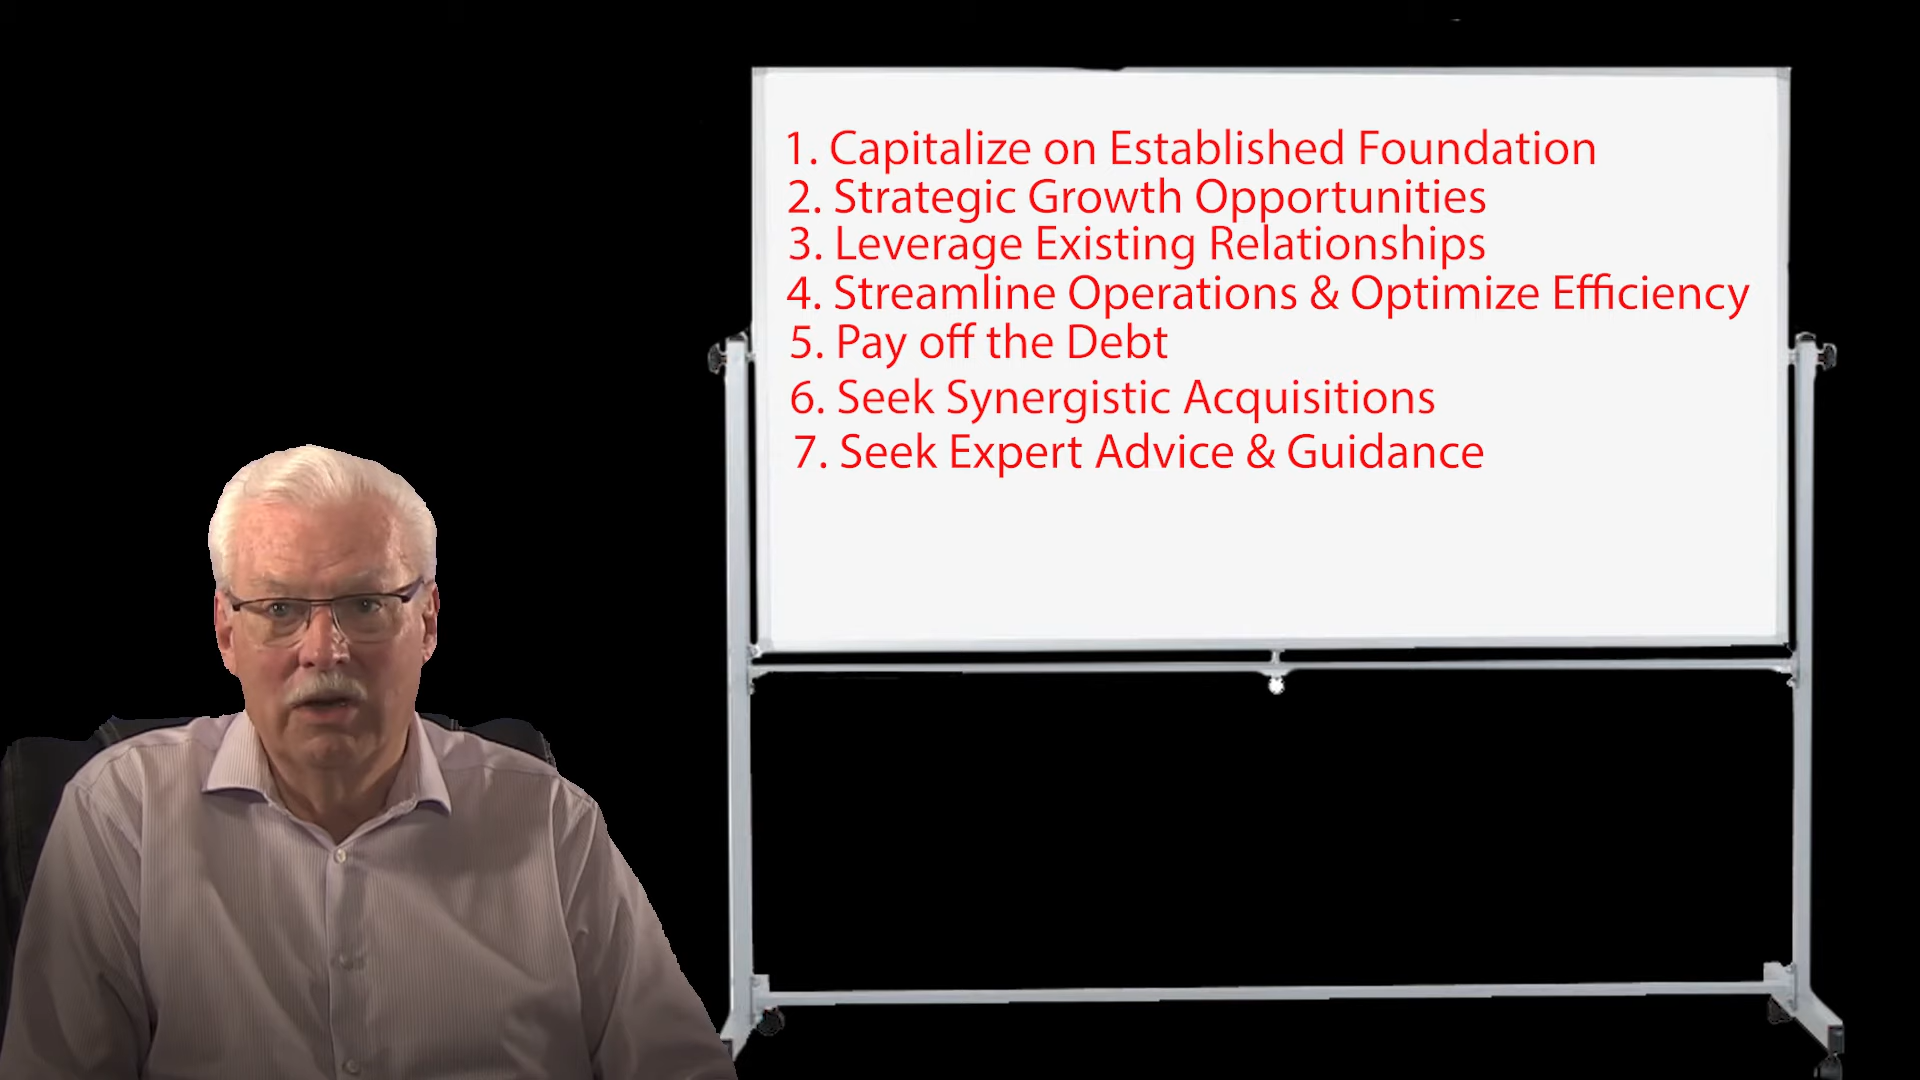 1. Capitalize on Established Foundation
2. Strategic Growth Opportunities
3. Leverage Existing Relationships
4. Streamline Operations & Optimize Efficiency
5. Pay off the Debt
6. Seek Synergistic Acquisitions
7. Seek Expert Advice & Guidance